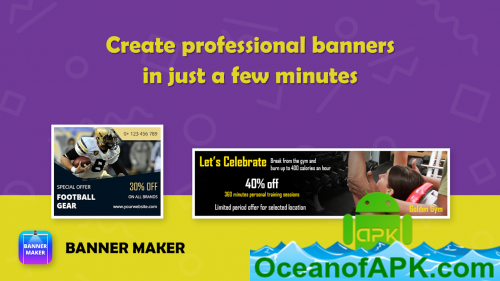 Create professional banners
in just a few minutes
+ 123 456 789
SPECIAL OFFER
30% OFF
FOOTBALL
GEAR
ON ALL BRANDS
www.yourwebsite.com
Let's Celebrate
Break from the gym and
burn up to 400 calories an hour
40% off
360 minutes personal training sessions
Limited period offer for selected location
Golden Gym
BANNER
MAKER
BANNER MAKER
apk
OceanofAPK.com